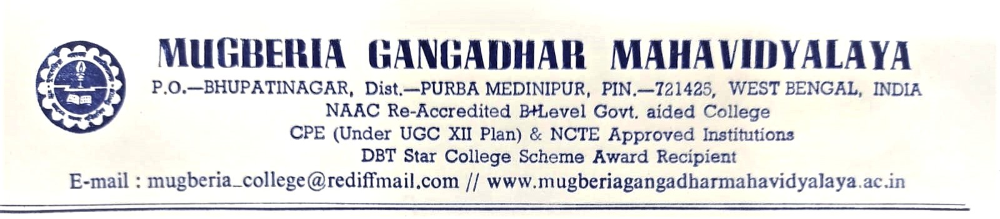 MUGBERIA GANGADHAR MAHAVIDYALAYA
P.O.—BHUPATINAGAR, Dist.—PURBA MEDINIPUR, PIN.—721425, WEST BENGAL, INDIA
NAAC Re-Accredited B+Level Govt. aided College
CPE (Under UGC XII Plan) & NCTE Approved Institutions
DBT Star College Scheme Award Recipient
E-mail : mugberia_college@rediffmail.com // www.mugberiagangadharmahavidyalaya.ac.in